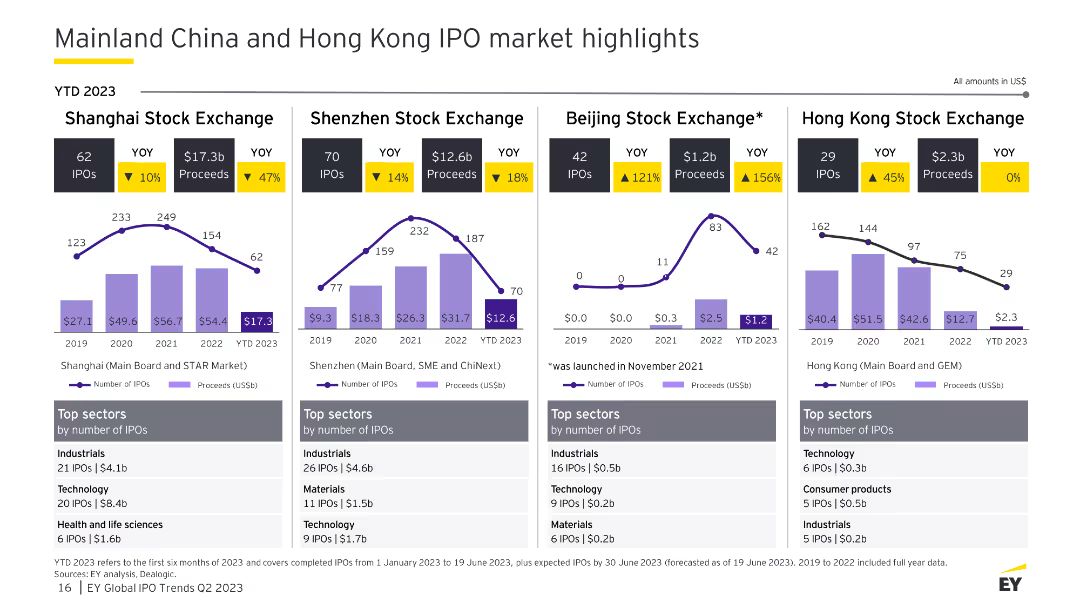 Mainland China and Hong Kong IPO market highlights
All amounts in US$
YTD 2023
Shanghai Stock Exchange
62
IPOs
YOY
▼ 10%
$17.3b
Proceeds
YOY
▼ 47%
123
233
249
154
62
$27.1
$49.6
$56.7
$54.4
$17.3
2019
2020
2021
2022
YTD 2023
Shanghai (Main Board and STAR Market)
Number of IPOs
Proceeds (US$b)
Top sectors
by number of IPOs
Industrials
21 IPOs | $4.1b
Technology
20 IPOs | $8.4b
Health and life sciences
6 IPOs | $1.6b
Shenzhen Stock Exchange
70
IPOs
YOY
▼ 14%
$12.6b
Proceeds
YOY
▼ 18%
77
159
232
187
70
$9.3
$18.3
$26.3
$31.7
$12.6
2019
2020
2021
2022
YTD 2023
Shenzhen (Main Board, SME and ChiNext)
Number of IPOs
Proceeds (US$b)
Top sectors
by number of IPOs
Industrials
26 IPOs | $4.6b
Materials
11 IPOs | $1.5b
Technology
9 IPOs | $1.7b
Beijing Stock Exchange*
42
IPOs
YOY
▲ 121%
$1.2b
Proceeds
YOY
▲ 156%
0
0
11
83
42
$0.0
$0.0
$0.3
$2.5
$1.2
2019
2020
2021
2022
YTD 2023
*was launched in November 2021
Number of IPOs
Proceeds (US$b)
Top sectors
by number of IPOs
Industrials
16 IPOs | $0.5b
Technology
9 IPOs | $0.2b
Materials
6 IPOs | $0.2b
Hong Kong Stock Exchange
29
IPOs
YOY
▲ 45%
$2.3b
Proceeds
YOY
0%
162
144
97
75
29
$40.4
$51.5
$42.6
$12.7
$2.3
2019
2020
2021
2022
YTD 2023
Hong Kong (Main Board and GEM)
Number of IPOs
Proceeds (US$b)
Top sectors
by number of IPOs
Technology
6 IPOs | $0.3b
Consumer products
5 IPOs | $0.5b
Industrials
5 IPOs | $0.2b
YTD 2023 refers to the first six months of 2023 and covers completed IPOs from 1 January 2023 to 19 June 2023, plus expected IPOs by 30 June 2023 (forecasted as of 19 June 2023). 2019 to 2022 included full year data.
Sources: EY analysis, Dealogic.
16 | EY Global IPO Trends Q2 2023
EY